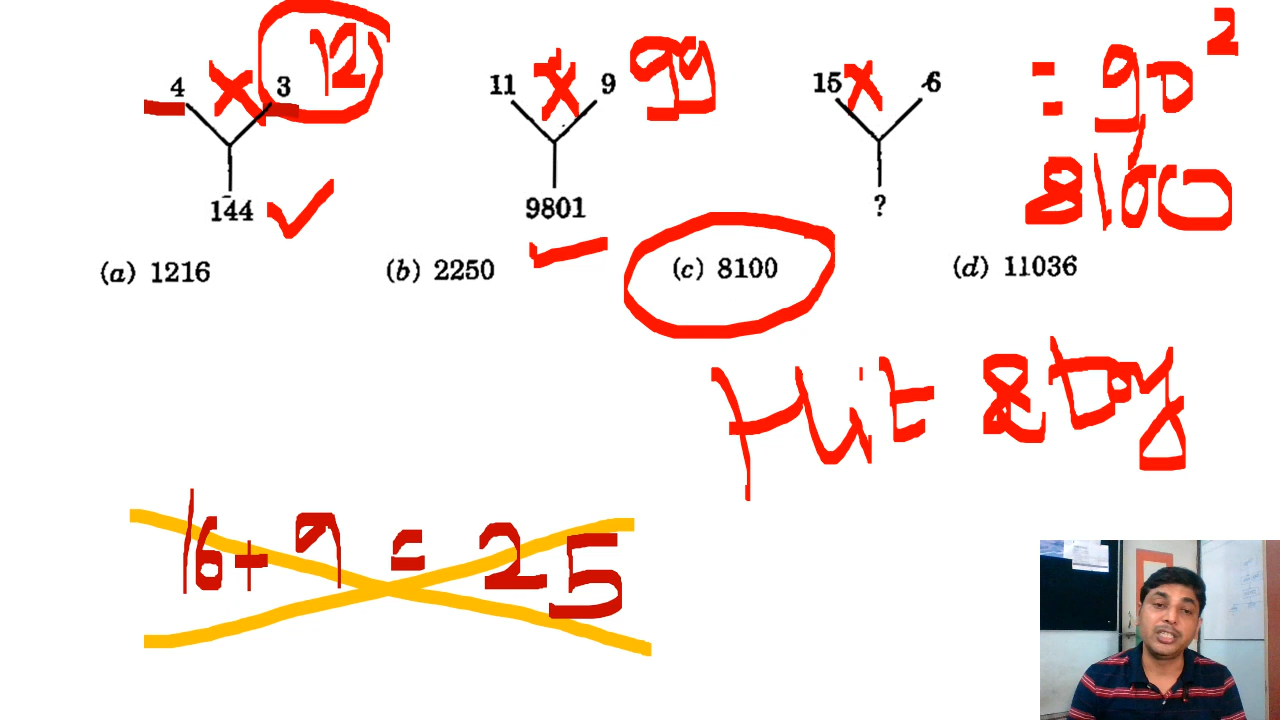 4 × 3 12
11 × 9 99
15 × 6 = 90²
144 9801 ? 8100
(a) 1216 (b) 2250 (c) 8100 (d) 11036
Hit &
16 + 9 = 25